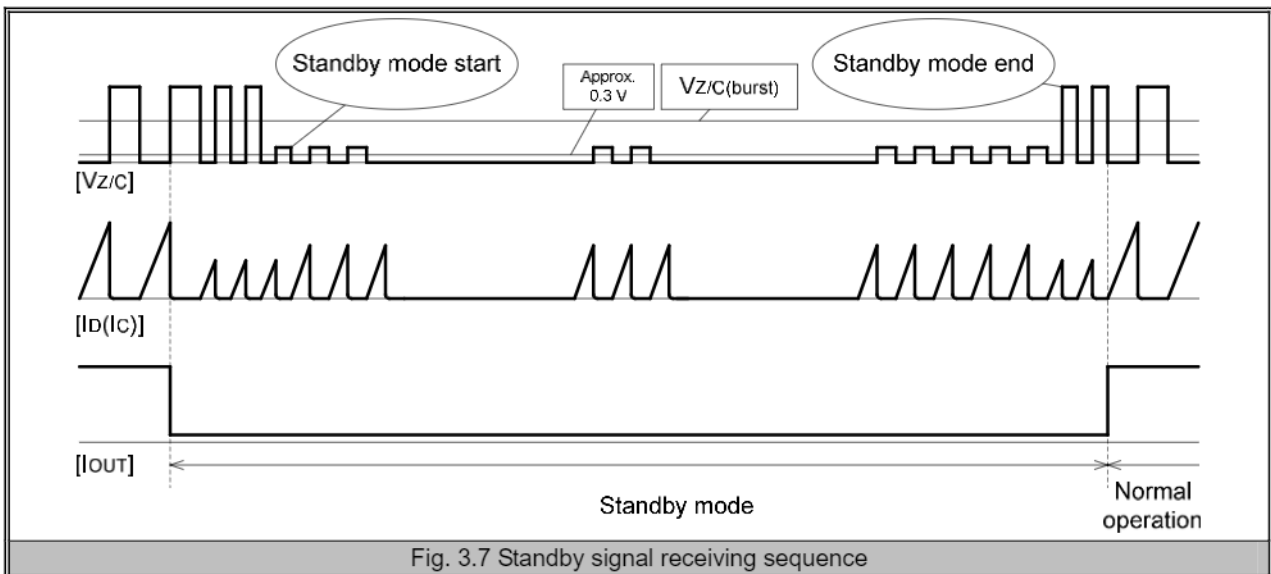 Standby mode start
Approx.
0.3 V
VZ/C(burst)
Standby mode end
[VZ/C]
[ID(IC)]
[IOUT]
Standby mode
Normal
operation
Fig. 3.7 Standby signal receiving sequence